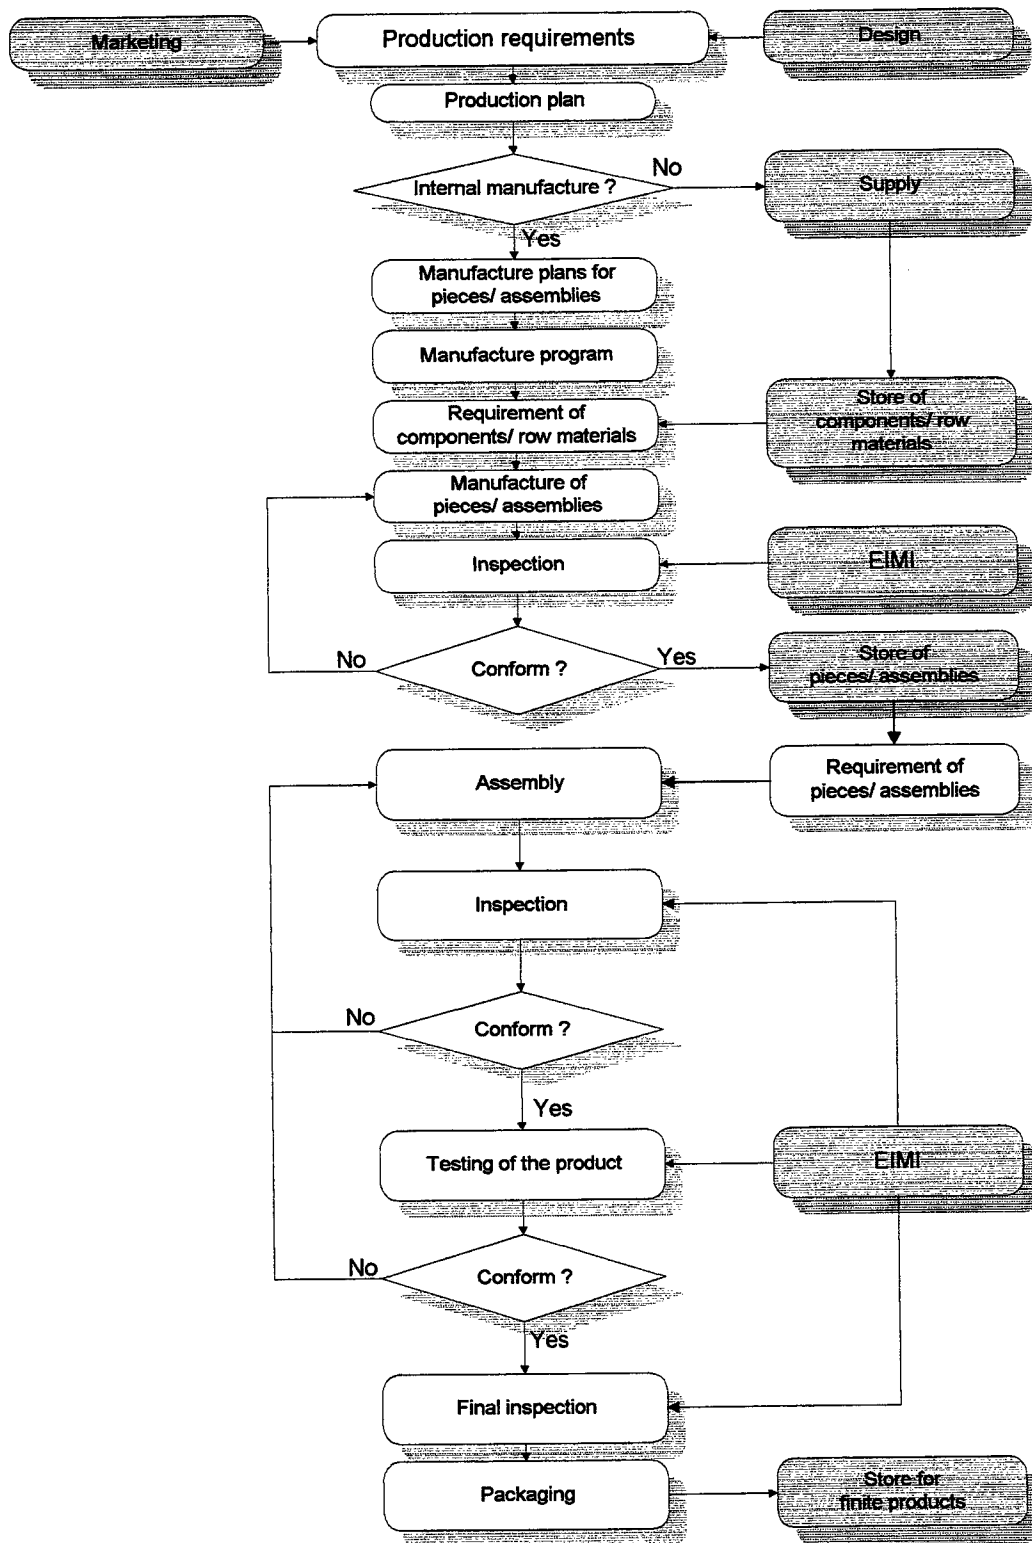 Marketing
Production requirements
Design
Production plan
Internal manufacture ?
No
Supply
Yes
Manufacture plans for
pieces/ assemblies
Manufacture program
Requirement of
components/ row materials
Store of
components/ row
materials
Manufacture of
pieces/ assemblies
Inspection
EIMI
No
Conform ?
Yes
Store of
pieces/ assemblies
Assembly
Requirement of
pieces/ assemblies
Inspection
No
Conform ?
Yes
Testing of the product
EIMI
No
Conform ?
Yes
Final inspection
Packaging
Store for
finite products